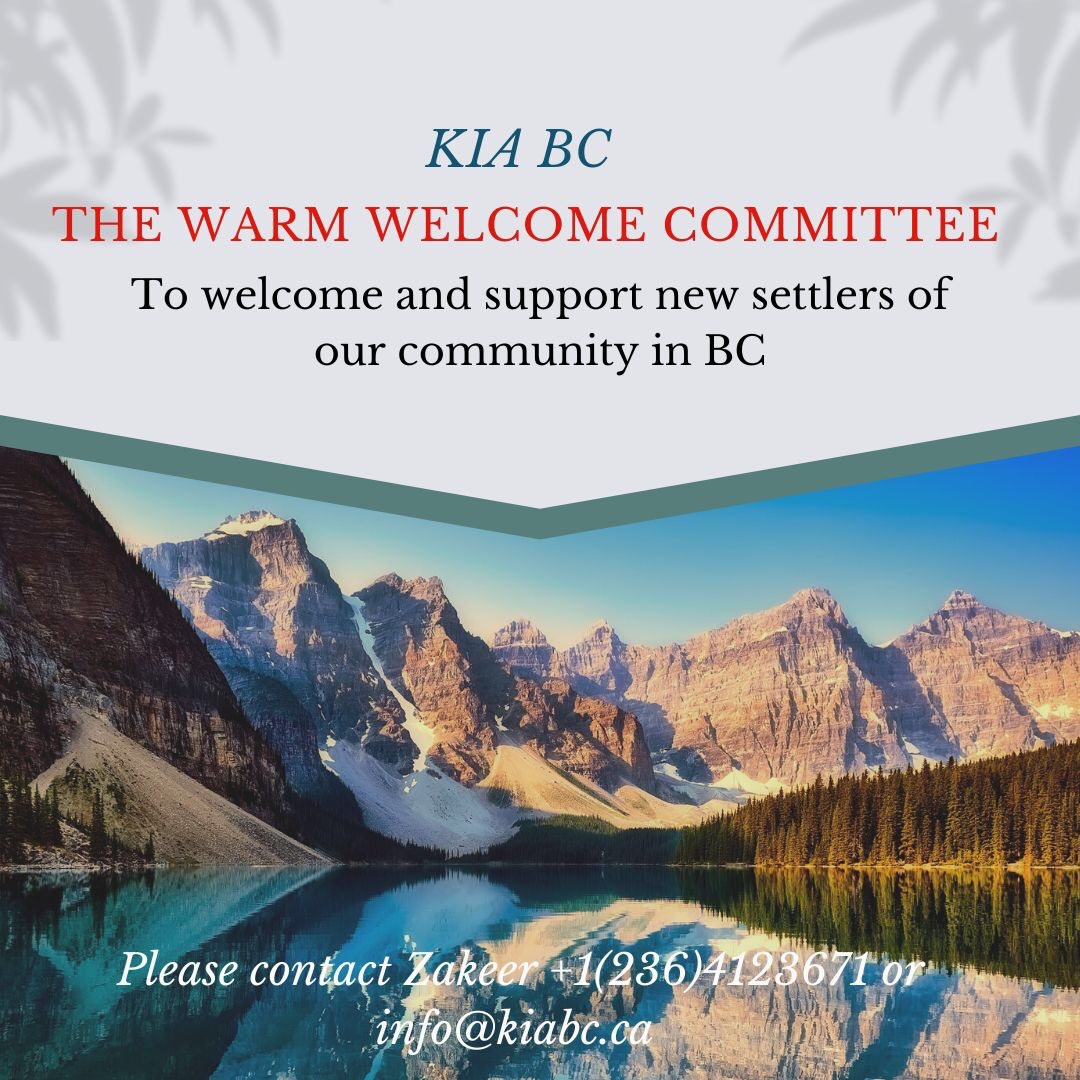 KIA BC
THE WARM WELCOME COMMITTEE
To welcome and support new settlers of
our community in BC
Please contact Zakeer +1(236)4123671 or
info@kiabc.ca